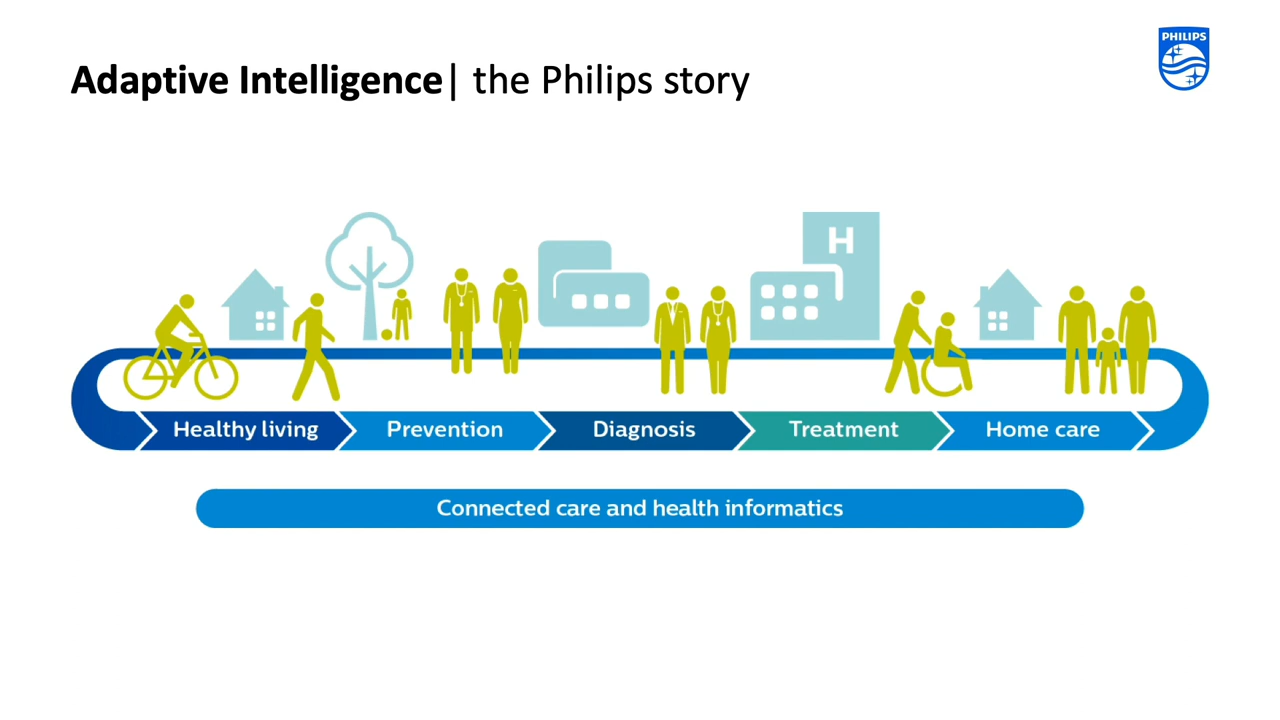 Adaptive Intelligence| the Philips story
PHILIPS
H
Healthy living
Prevention
Diagnosis
Treatment
Home care
Connected care and health informatics